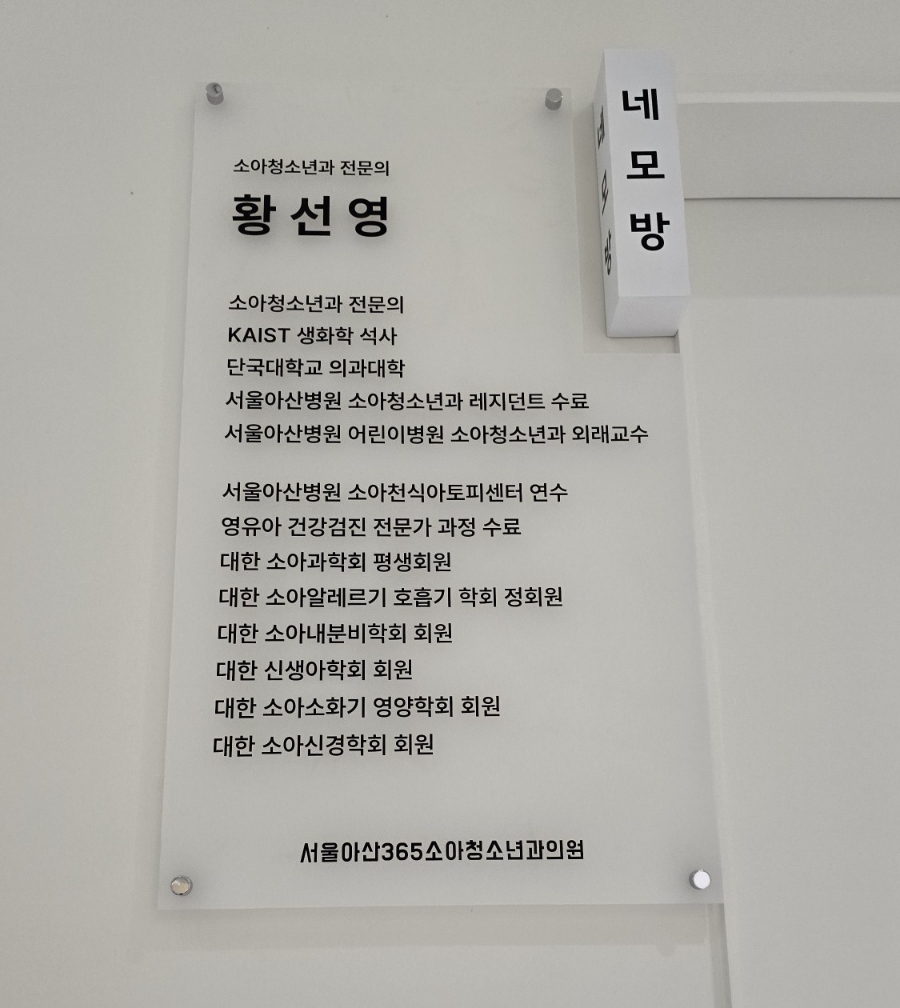 소아청소년과 전문의
황선영
소아청소년과 전문의
KAIST 생화학 석사
단국대학교 의과대학
서울아산병원 소아청소년과 레지던트 수료
서울아산병원 어린이병원 소아청소년과 외래교수
서울아산병원 소아천식아토피센터 연수
영유아 건강검진 전문가 과정 수료
대한 소아과학회 평생회원
대한 소아알레르기 호흡기 학회 정회원
대한 소아내분비학회 회원
대한 신생아학회 회원
대한 소아소화기 영양학회 회원
대한 소아신경학회 회원
서울아산365소아청소년과의원
네모방
네모방